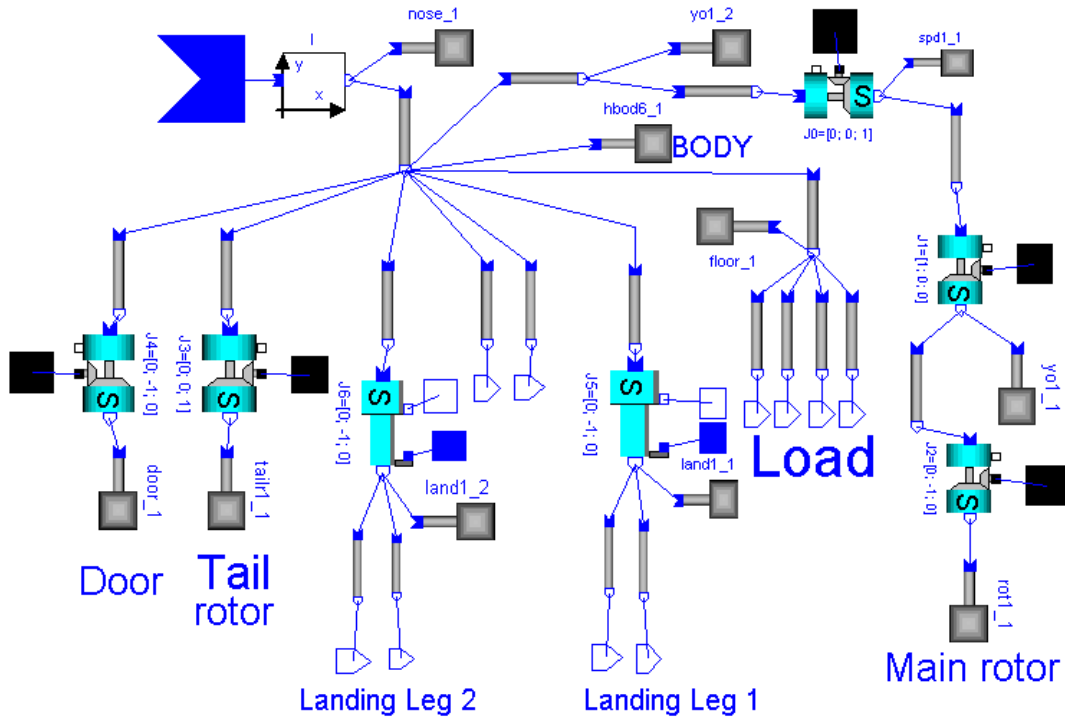 nose_1
yo1_2
I
y
x
spd1_1
S
J0=[0; 0; 1]
hbod6_1
BODY
floor_1
J1=[1; 0; 0]
S
J4=[0; -1; 0]
S
J3=[0; 0; 1]
S
J6=[0; -1; 0]
S
J5=[0; -1; 0]
S
yo1_1
Load
J2=[0; -1; 0]
S
door_1
tailr1_1
land1_2
land1_1
Door
Tail
rotor
rot1_1
Main rotor
Landing Leg 2
Landing Leg 1